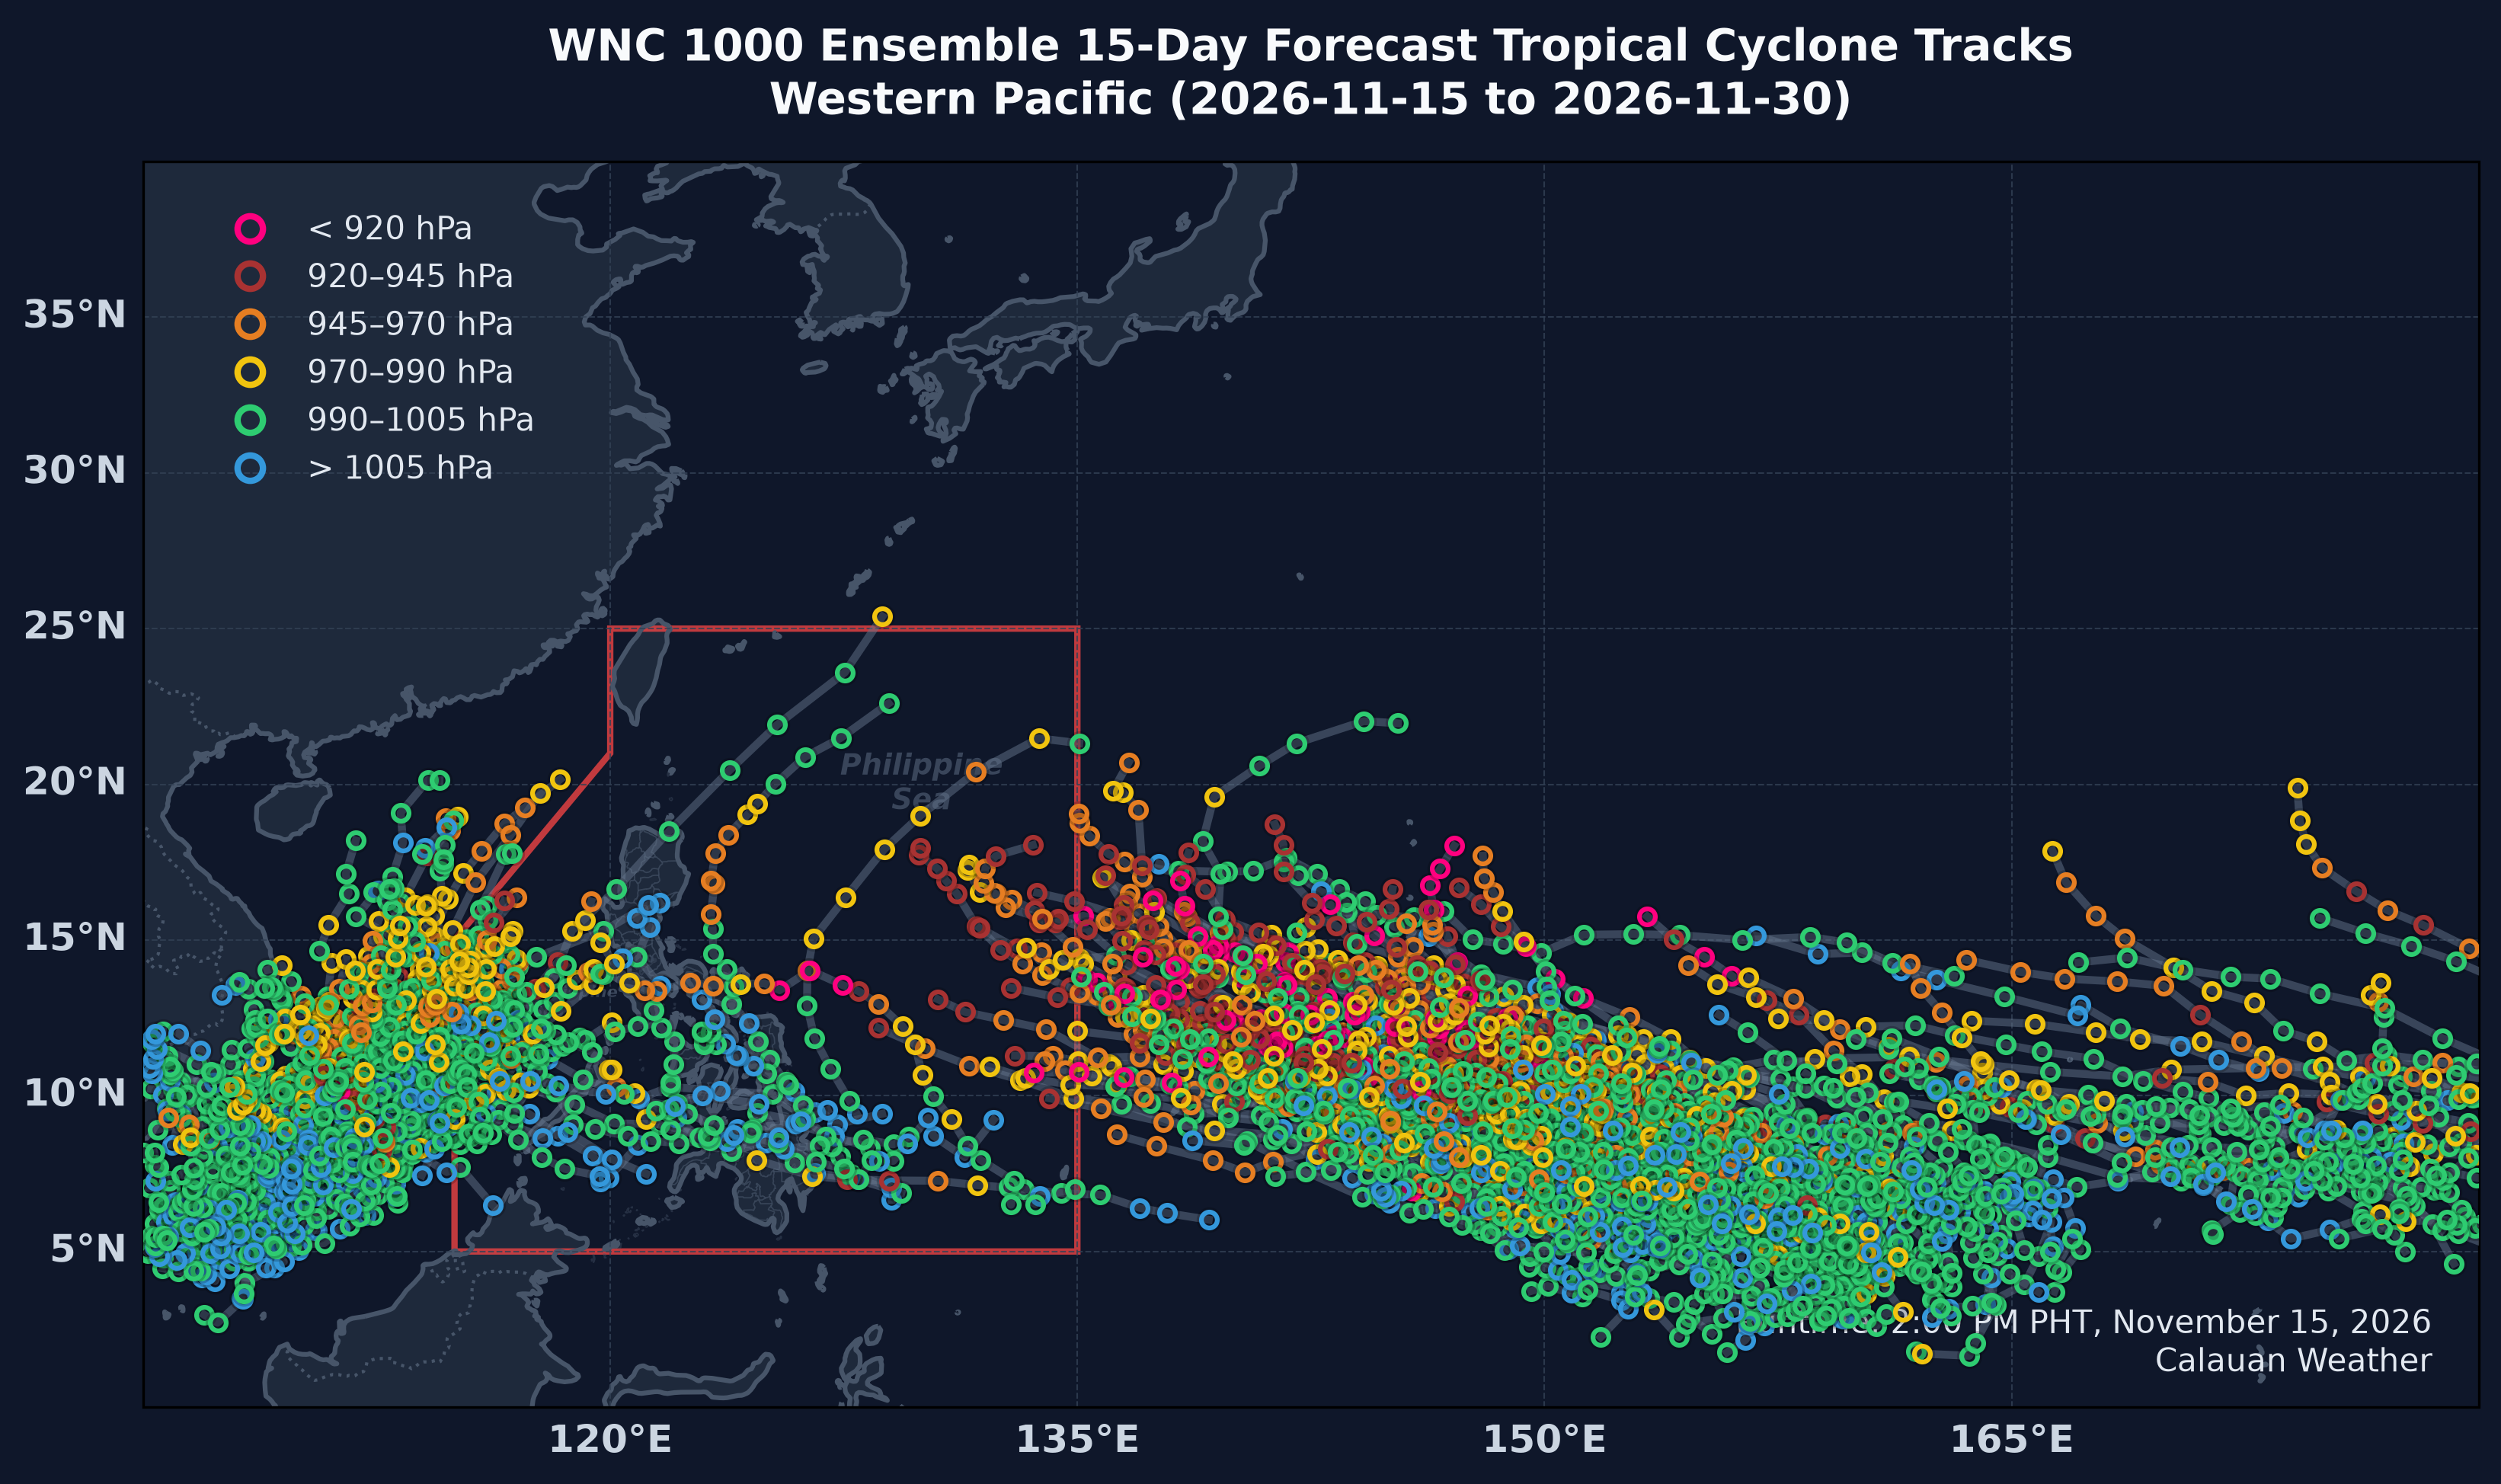 WNC 1000 Ensemble 15-Day Forecast Tropical Cyclone Tracks
Western Pacific (2026-11-15 to 2026-11-30)
< 920 hPa
920–945 hPa
945–970 hPa
970–990 hPa
990–1005 hPa
> 1005 hPa
35°N
30°N
25°N
20°N
15°N
10°N
5°N
Philippine
Sea
2:00 PM PHT, November 15, 2026
Calauan Weather
120°E
135°E
150°E
165°E